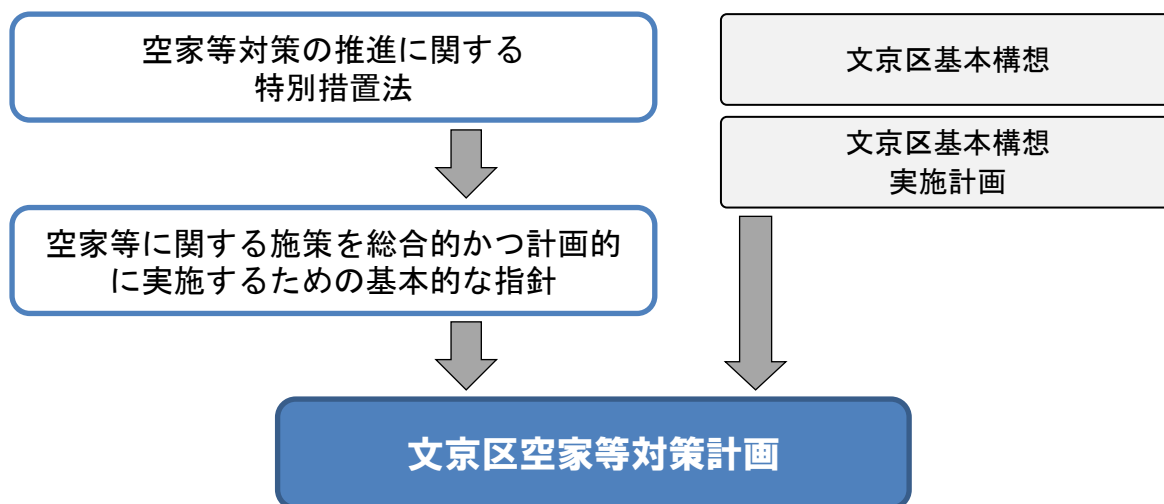 空家等対策の推進に関する
特別措置法
文京区基本構想
文京区基本構想
実施計画
空家等に関する施策を総合的かつ計画的
に実施するための基本的な指針
文京区空家等対策計画